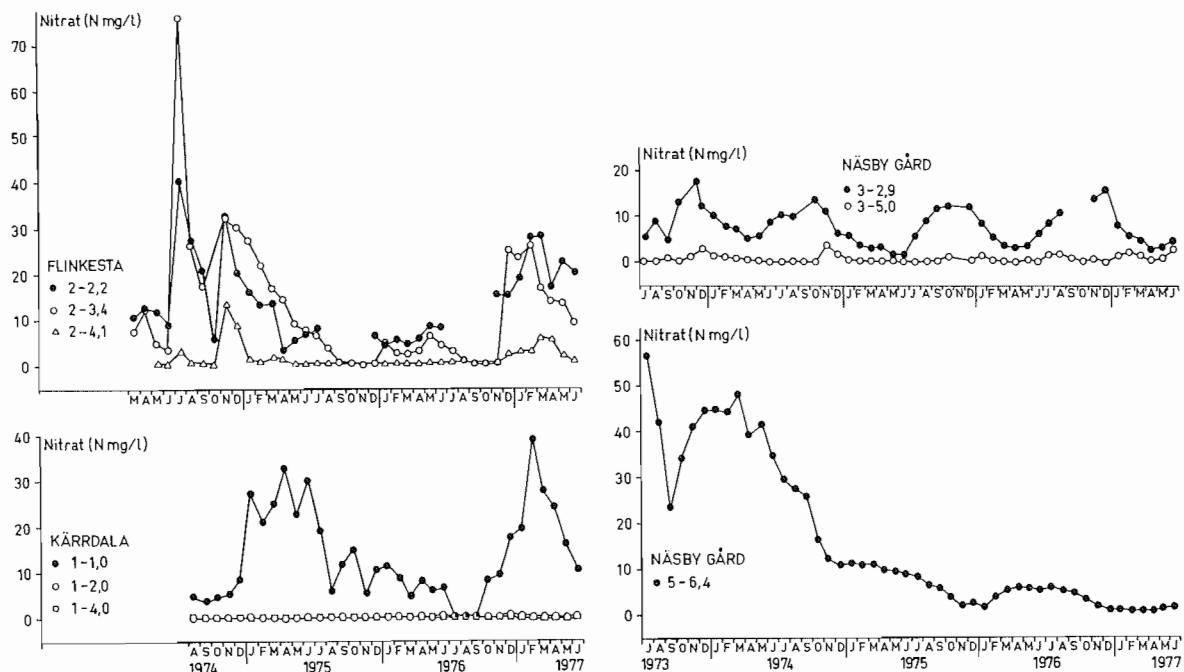 Nitrat (N mg/l)
70
60
50
40
30
20
10
0
FLINKESTA
2-2,2
2-3,4
2-4,1
M A M J J A S O N D J F M A M J J A S O N D J F M A M J J A S O N D J F M A M J
Nitrat (N mg/l)
40
30
20
10
0
KÄRRDALA
1-1,0
1-2,0
1-4,0
A S O N D J F M A M J J A S O N D J F M A M J J A S O N D J F M A M J
1974 1975 1976 1977
Nitrat (N mg/l)
20
10
0
NÄSBY GÅRD
3-2,9
3-5,0
J A S O N D J F M A M J J A S O N D J F M A M J J A S O N D J F M A M J J A S O N D J F M A M J
Nitrat (N mg/l)
60
50
40
30
20
10
0
NÄSBY GÅRD
5-6,4
J A S O N D J F M A M J J A S O N D J F M A M J J A S O N D J F M A M J J A S O N D J F M A M J
1973 1974 1975 1976 1977